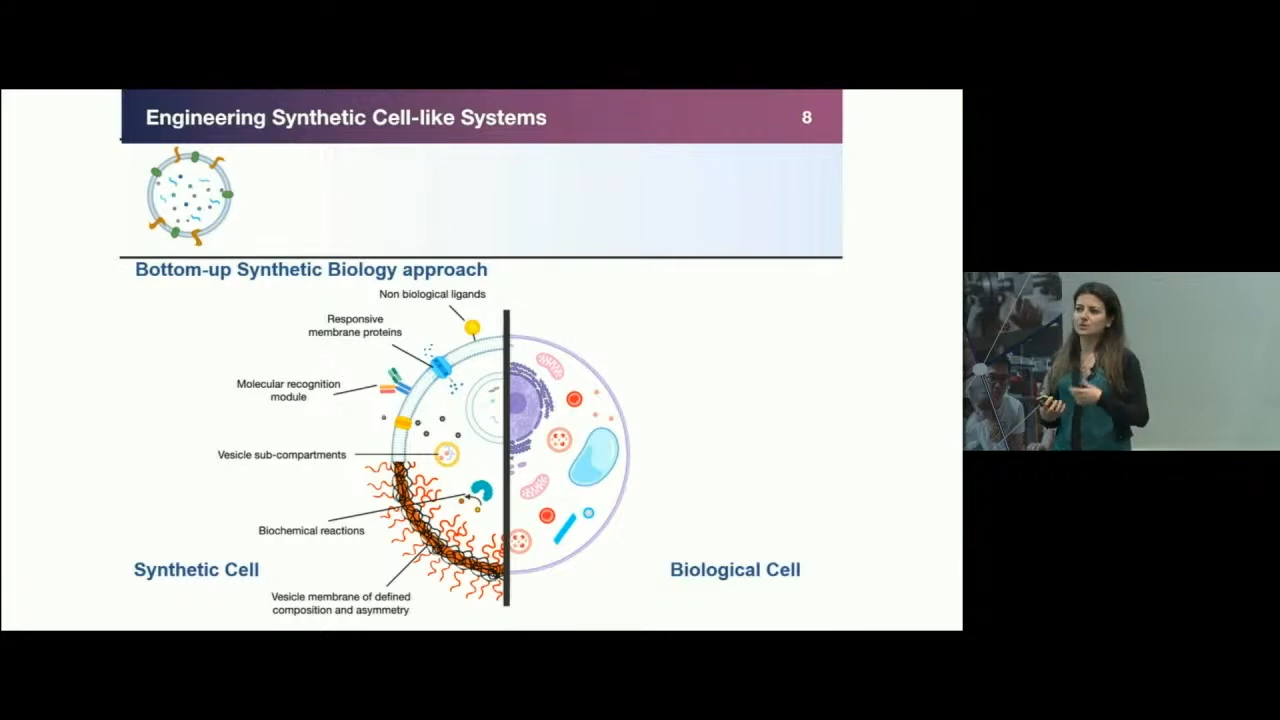 Engineering Synthetic Cell-like Systems
8
Bottom-up Synthetic Biology approach
Non biological ligands
Responsive
membrane proteins
Molecular recognition
module
Vesicle sub-compartments
Biochemical reactions
Synthetic Cell
Biological Cell
Vesicle membrane of defined
composition and asymmetry